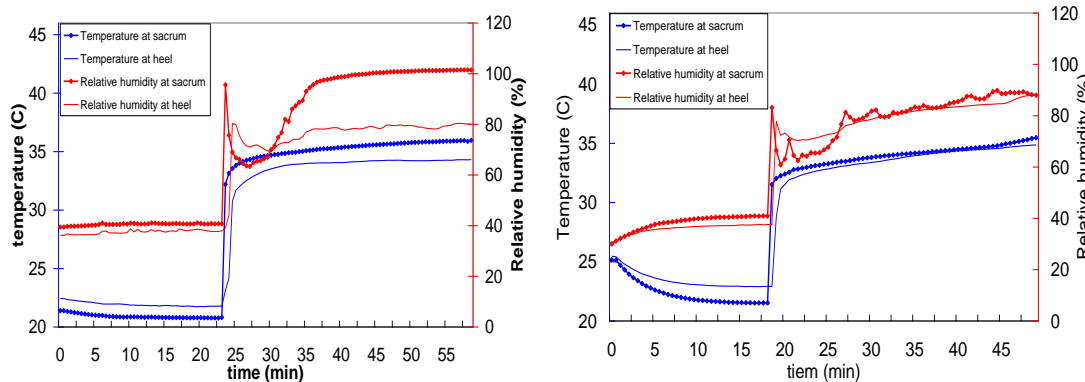 45
40
35
30
25
20
temperature (C)
Temperature at sacrum
Temperature at heel
Relative humidity at sacrum
Relative humidity at heel
120
100
80
60
40
20
0
Relative humidity (%)
0 5 10 15 20 25 30 35 40 45 50 55
time (min)
45
40
35
30
25
20
Temperature (C)
Temperature at sacrum
Temperature at heel
Relative humidity at sacrum
Relative humidity at heel
120
100
80
60
40
20
0
Relative humidity (%)
0 5 10 15 20 25 30 35 40 45
tiem (min)